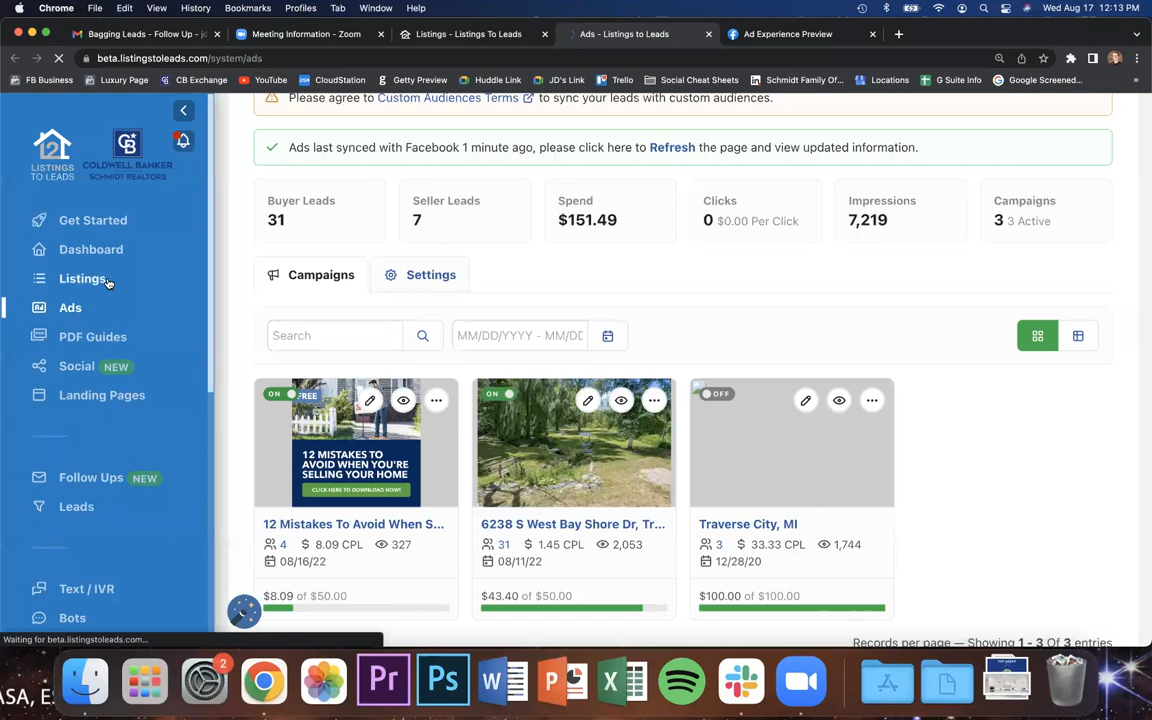 Chrome File Edit View History Bookmarks Profiles Tab Window Help Wed Aug 17 12:13 PM
Bagging Leads - Follow Up - jd Meeting Information - Zoom Listings - Listings To Leads Ads - Listings to Leads Ad Experience Preview
beta.listingstoleads.com/system/ads
FB Business Luxury Page CB Exchange YouTube CloudStation Getty Preview Huddle Link JD's Link Trello Social Cheat Sheets Schmidt Family Of... Locations G Suite Info Google Screened... »
Please agree to Custom Audiences Terms to sync your leads with custom audiences.
Ads last synced with Facebook 1 minute ago, please click here to Refresh the page and view updated information.
LISTINGS
TO LEADS
COLDWELL BANKER
SCHMIDT REALTORS
Get Started
Dashboard
Listings
Ads
PDF Guides
Social NEW
Landing Pages
Follow Ups NEW
Leads
Text / IVR
Bots
Buyer Leads
31
Seller Leads
7
Spend
$151.49
Clicks
0 $0.00 Per Click
Impressions
7,219
Campaigns
3 3 Active
Campaigns Settings
Search MM/DD/YYYY - MM/DD
ON FREE
12 MISTAKES TO
AVOID WHEN YOU'RE
SELLING YOUR HOME
CLICK HERE TO DOWNLOAD NOW!
12 Mistakes To Avoid When S...
4 $ 8.09 CPL 327
08/16/22
$8.09 of $50.00
ON
6238 S West Bay Shore Dr, Tr...
31 $ 1.45 CPL 2,053
08/11/22
$43.40 of $50.00
OFF
Traverse City, MI
3 $ 33.33 CPL 1,744
12/28/20
$100.00 of $100.00
Records per page — Showing 1 - 3 Of 3 entries
Waiting for beta.listingstoleads.com...
2
Pr Ps W P X
ASA, E